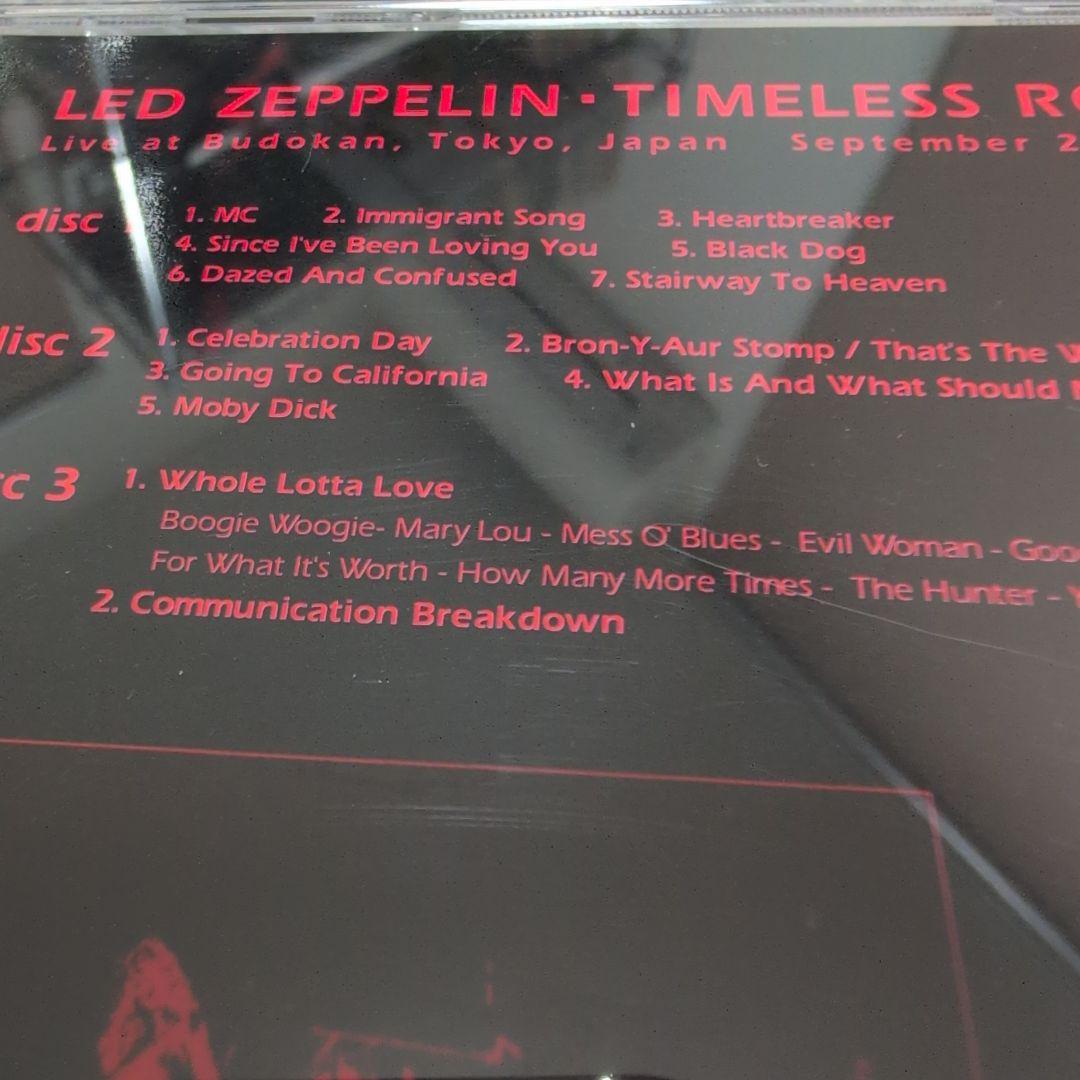 LED ZEPPELIN · TIMELESS
Live at Budokan, Tokyo, Japan September
disc 1 1. MC 2. Immigrant Song 3. Heartbreaker
4. Since I've Been Loving You 5. Black Dog
6. Dazed And Confused 7. Stairway To Heaven
disc 2 1. Celebration Day 2. Bron-Y-Aur Stomp / That's The
3. Going To California 4. What Is And What Should
5. Moby Dick
3 1. Whole Lotta Love
Boogie Woogie- Mary Lou - Mess O' Blues - Evil Woman -
For What It's Worth - How Many More Times - The Hunter -
2. Communication Breakdown